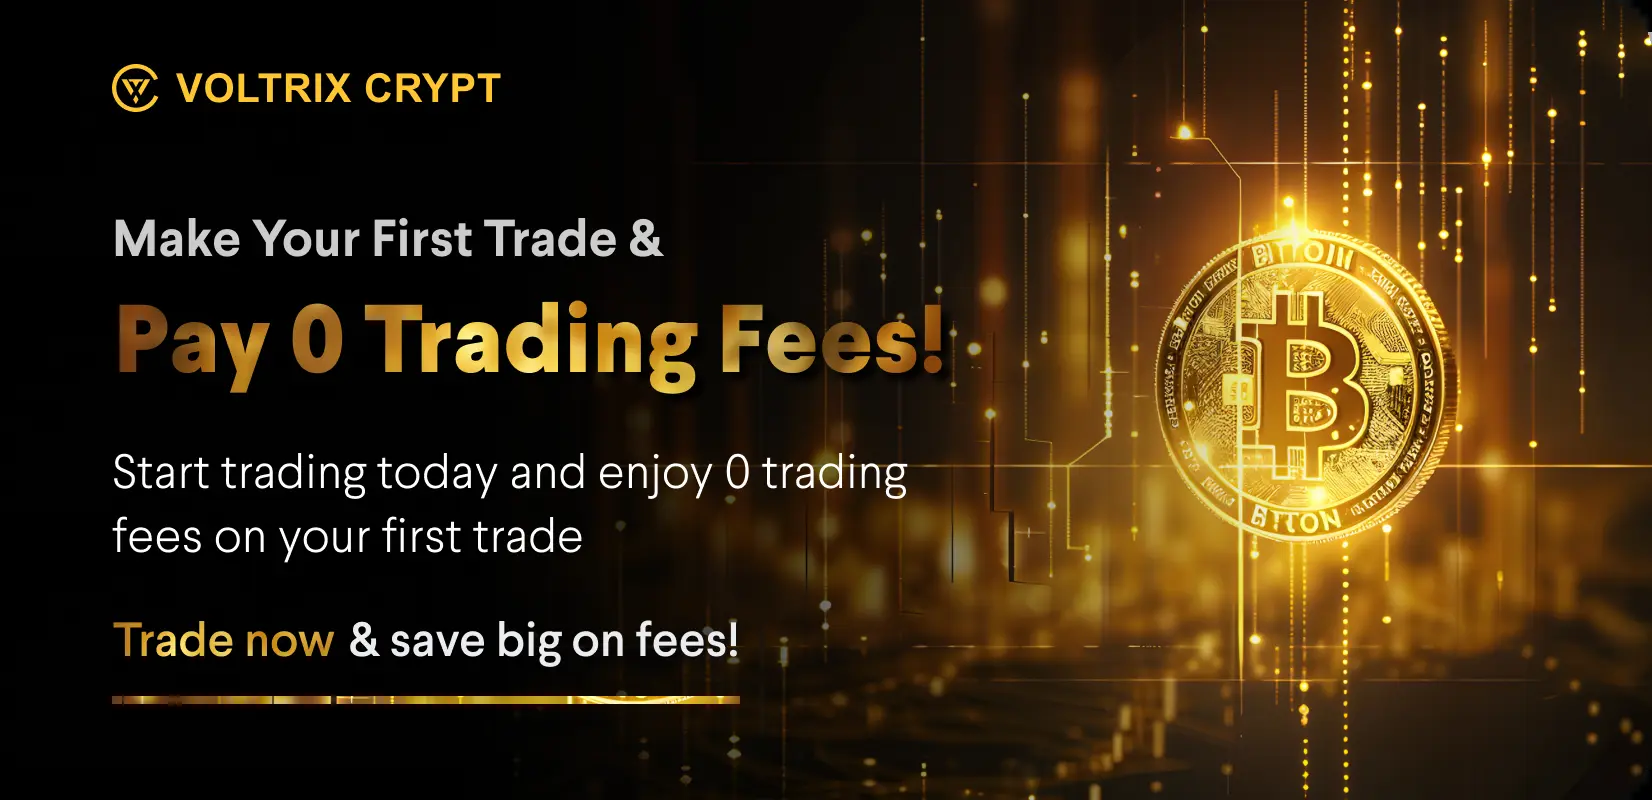 VOLTRIX CRYPT
Make Your First Trade &
Pay 0 Trading Fees!
Start trading today and enjoy 0 trading
fees on your first trade
Trade now & save big on fees!